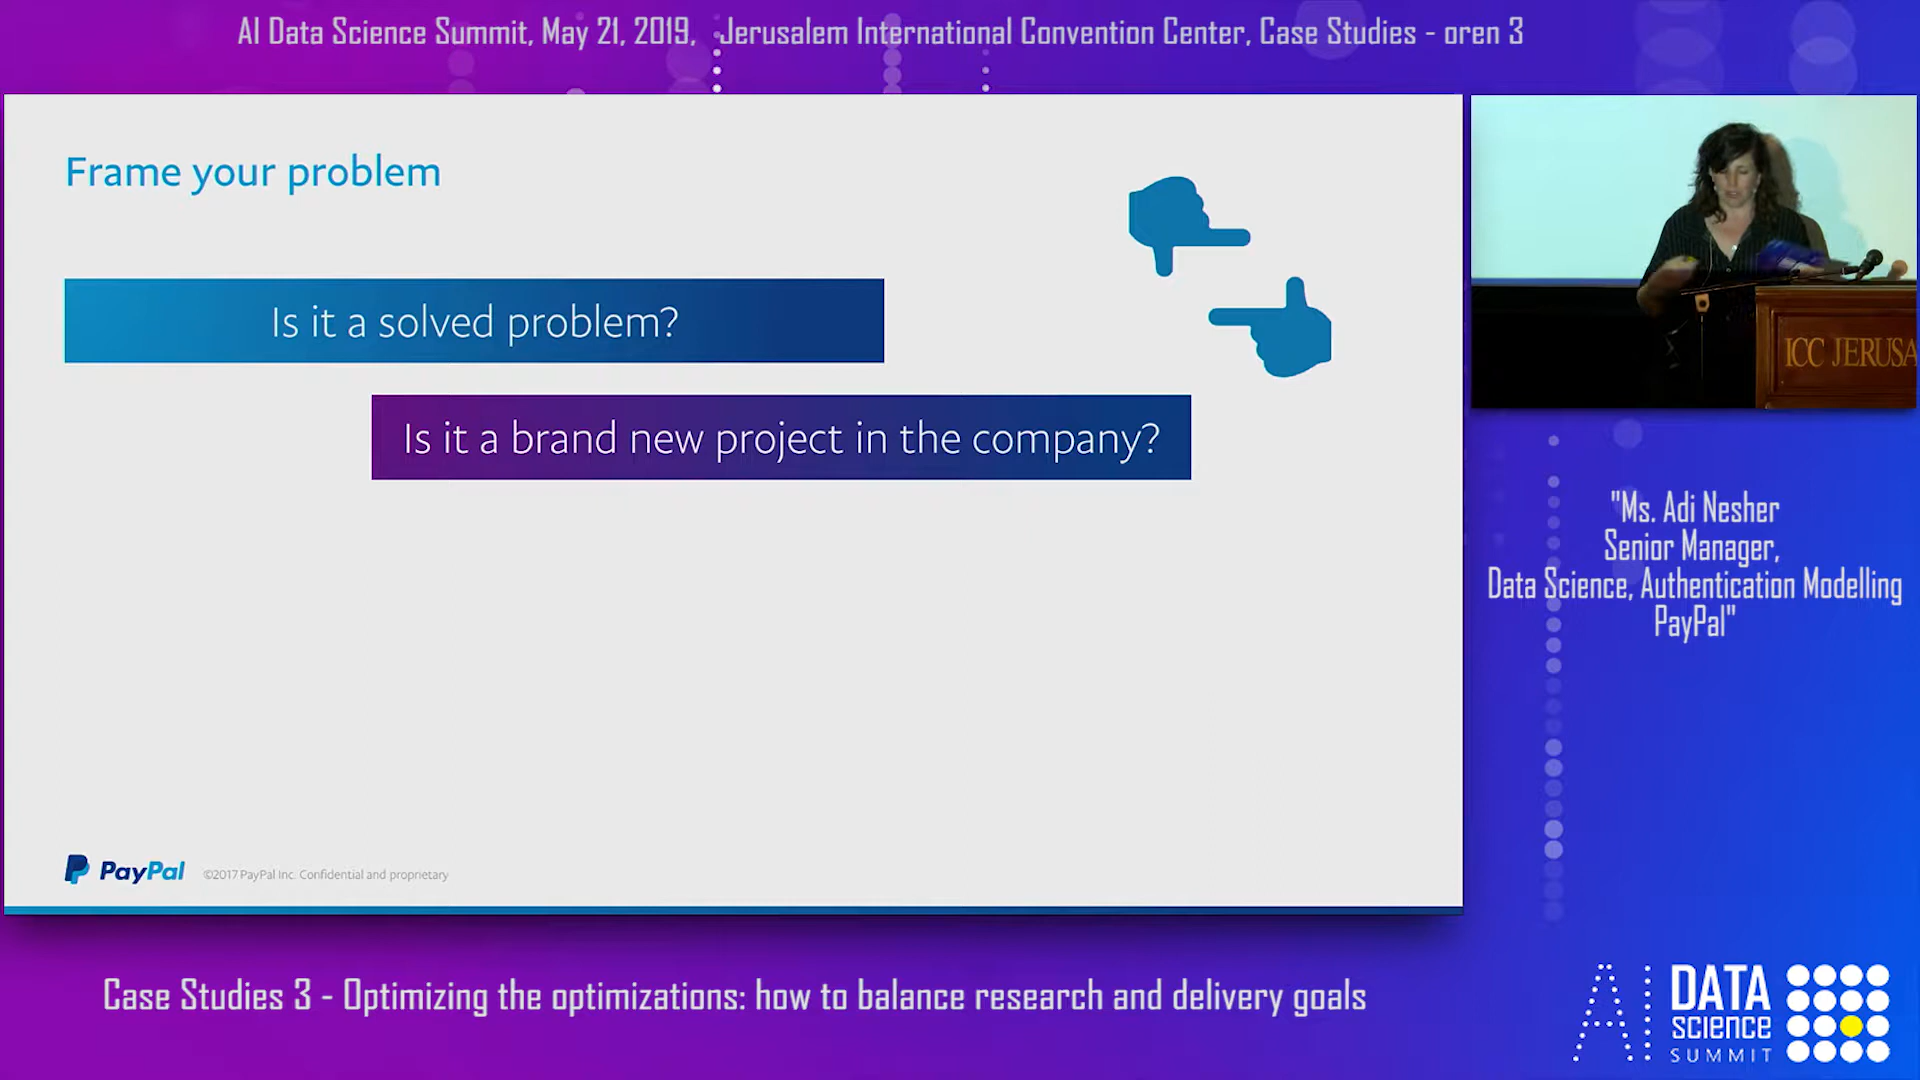 AI Data Science Summit, May 21, 2019, Jerusalem International Convention Center, Case Studies - oren 3
Frame your problem
Is it a solved problem?
Is it a brand new project in the company?
PayPal ©2017 PayPal Inc. Confidential and proprietary
ICC JERUSA
"Ms. Adi Nesher
Senior Manager,
Data Science, Authentication Modelling
PayPal"
Case Studies 3 - Optimizing the optimizations: how to balance research and delivery goals
AI DATA
SCIENCE
SUMMIT